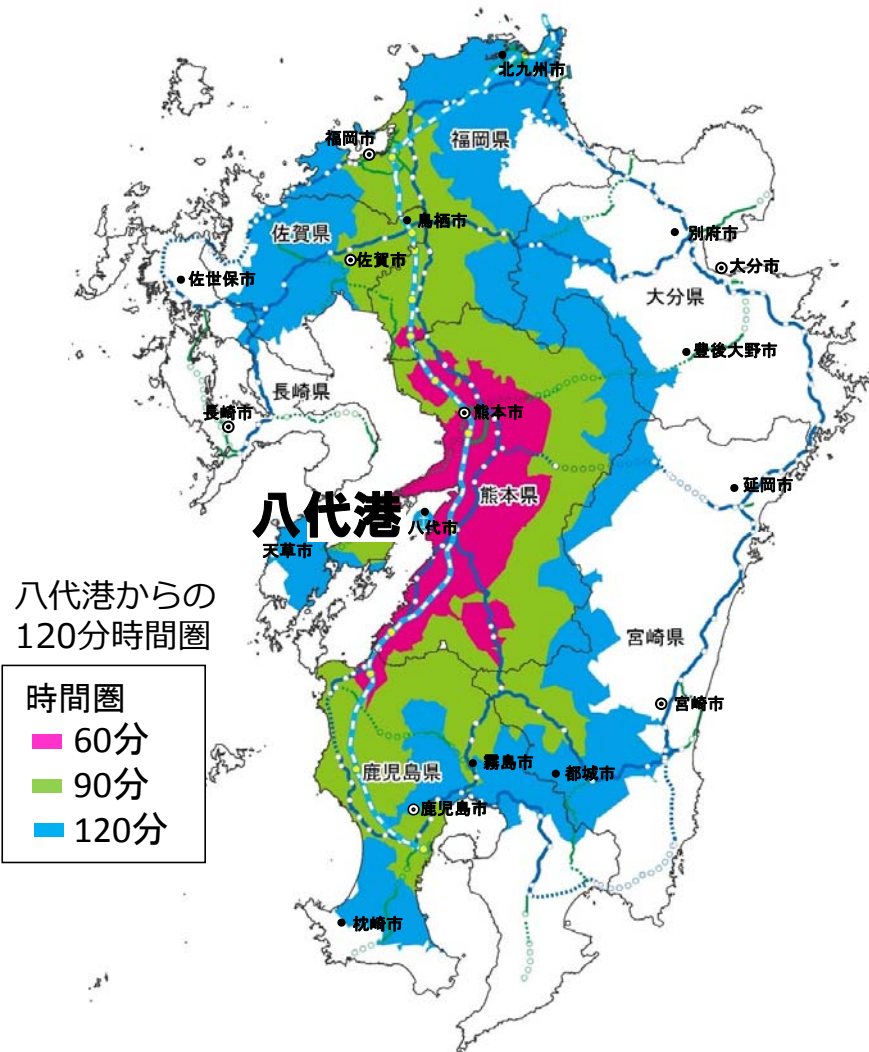 北九州市
福岡県
福岡市
鳥栖市
佐賀県
佐賀市
別府市
大分市
佐世保市
大分県
豊後大野市
長崎県
長崎市
熊本市
延岡市
熊本県
八代港
八代市
天草市
八代港からの
120分時間圏
宮崎県
時間圏
60分
90分
120分
宮崎市
霧島市
都城市
鹿児島県
鹿児島市
枕崎市